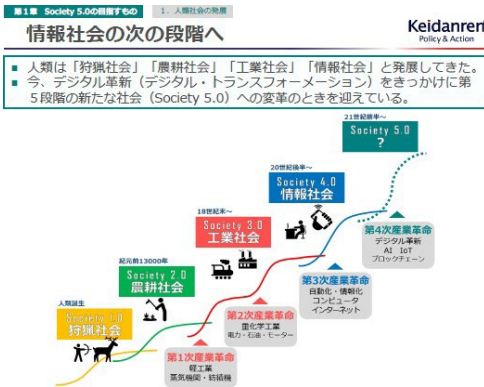 第1章 Society 5.0の目指すもの
1．人類社会の発展
情報社会の次の段階へ
Keidanren
Policy & Action
人類は「狩猟社会」「農耕社会」「工業社会」「情報社会」と発展してきた。
今、デジタル革新（デジタル・トランスフォーメーション）をきっかけに第
５段階の新たな社会（Society 5.0）への変革のときを迎えている。
21世紀前半～
Society 5.0
？
20世紀後半～
Society 4.0
情報社会
18世紀末～
Society 3.0
工業社会
紀元前13000年
Society 2.0
農耕社会
人類誕生
Society 1.0
狩猟社会
第4次産業革命
デジタル革新
AI IoT
ブロックチェーン
第3次産業革命
自動化・情報化
コンピュータ
インターネット
第2次産業革命
重化学工業
電力・石油・モーター
第1次産業革命
軽工業
蒸気機関・紡績機